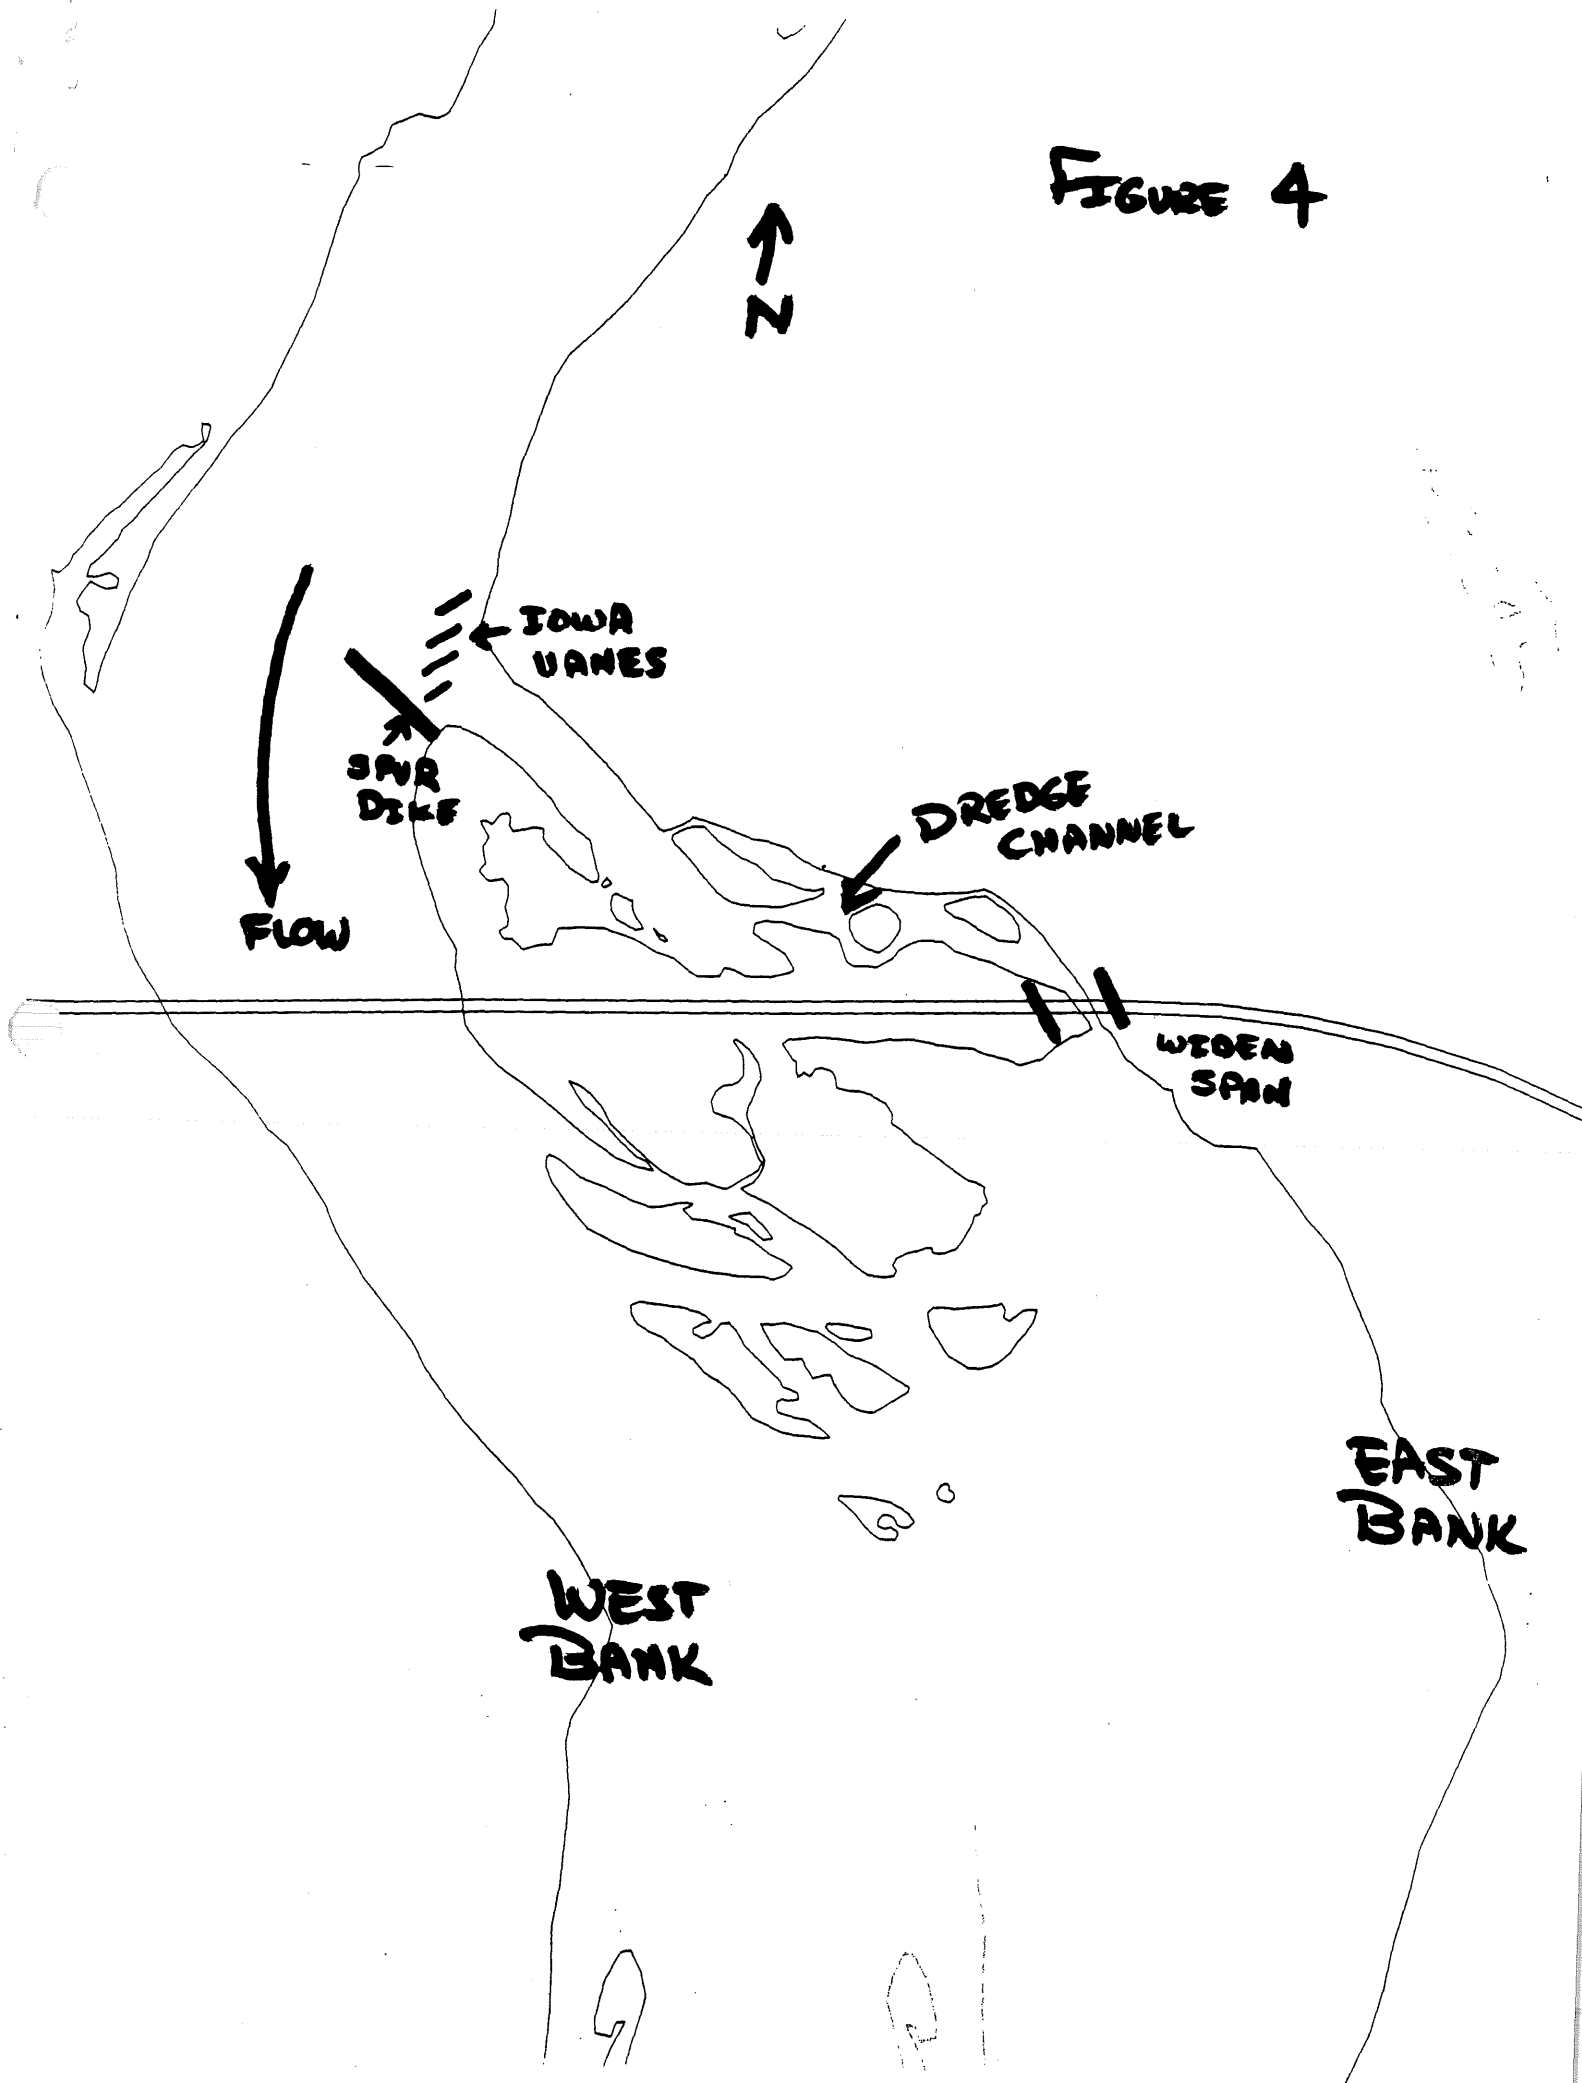 FIGURE 4
N
IOWA
VANES
SPUR
DIKE
DREDGE
CHANNEL
FLOW
WIDEN
SPAN
EAST
BANK
WEST
BANK